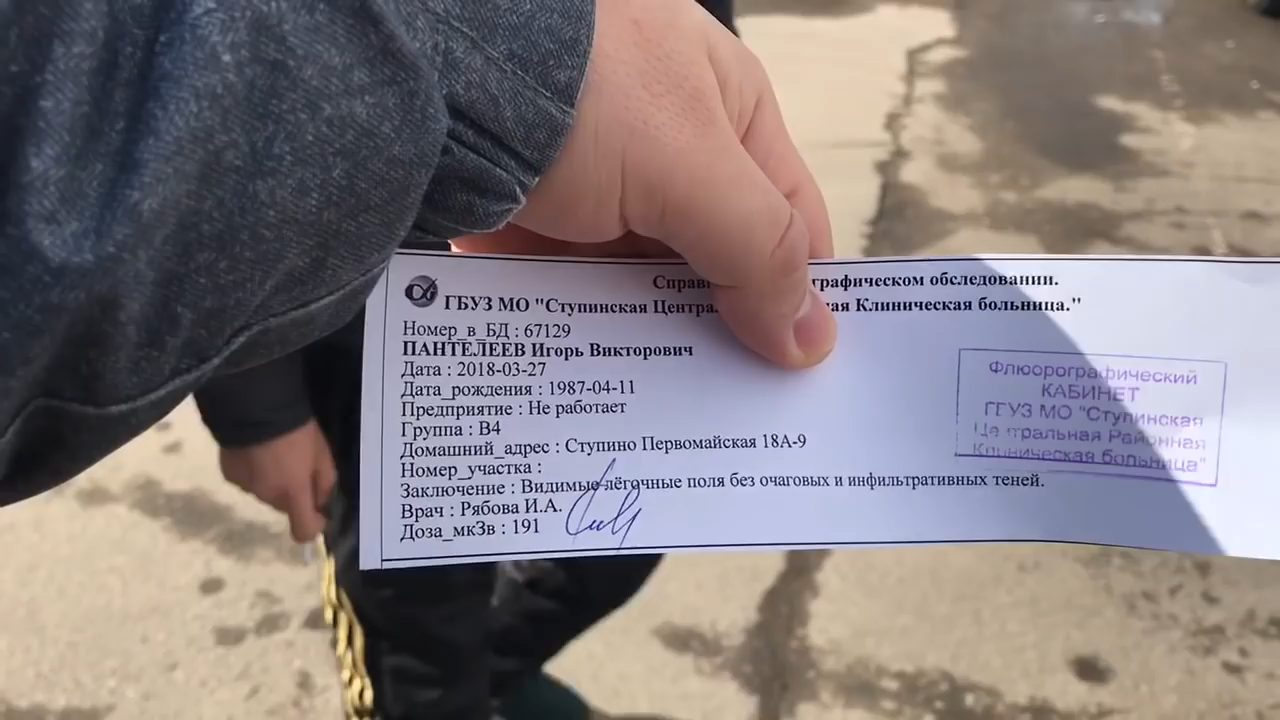 графическом обследовании.
ГБУЗ МО "Ступинская Клиническая больница."
Номер_в_БД : 67129
ПАНТЕЛЕЕВ Игорь Викторович
Дата : 2018-03-27
Дата_рождения : 1987-04-11
Предприятие : Не работает
Группа : В4
Домашний_адрес : Ступино Первомайская 18А-9
Номер_участка :
Заключение : Видимые лёгочные поля без очаговых и инфильтративных теней.
Врач : Рябова И.А.
Доза_мкЗв : 191
Флюорографический
КАБИНЕТ
ГБУЗ МО "Ступинская
Центральная Районная
Клиническая больница"